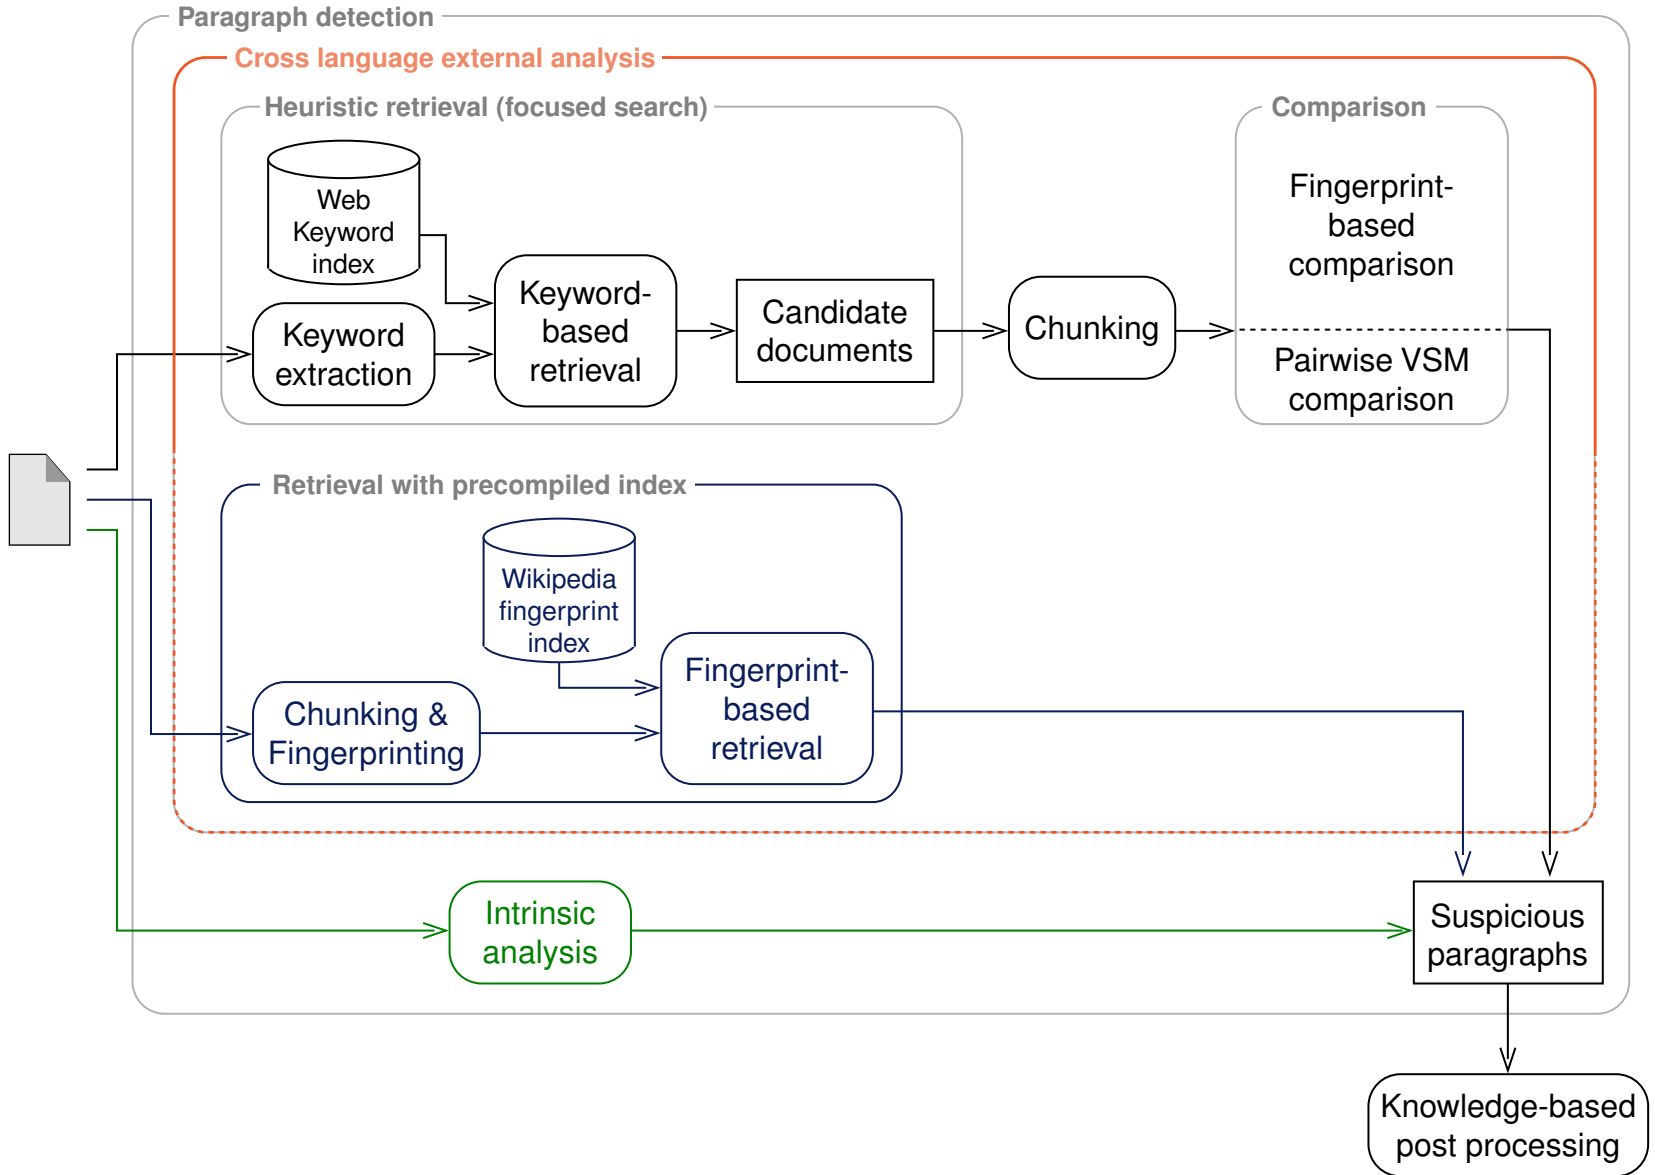 Paragraph detection
Cross language external analysis
Heuristic retrieval (focused search)
Web
Keyword
index
Keyword
extraction
Keyword-
based
retrieval
Candidate
documents
Chunking
Comparison
Fingerprint-
based
comparison
Pairwise VSM
comparison
Retrieval with precompiled index
Wikipedia
fingerprint
index
Chunking &
Fingerprinting
Fingerprint-
based
retrieval
Intrinsic
analysis
Suspicious
paragraphs
Knowledge-based
post processing